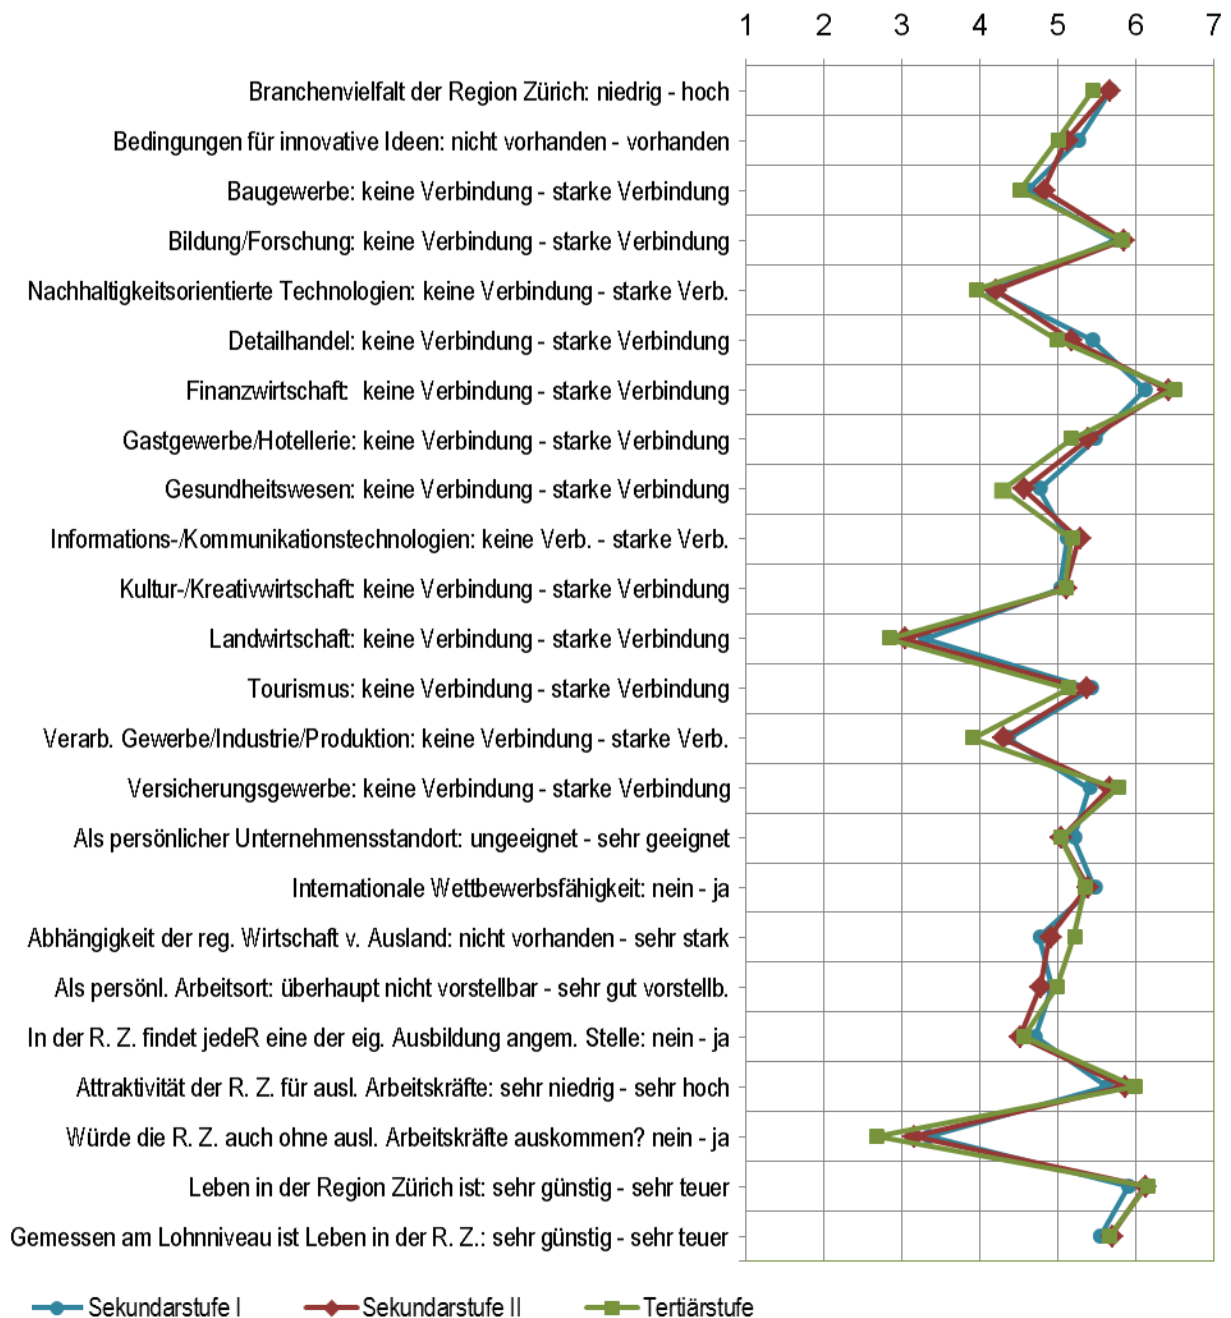 1 2 3 4 5 6 7
Branchenvielfalt der Region Zürich: niedrig - hoch
Bedingungen für innovative Ideen: nicht vorhanden - vorhanden
Baugewerbe: keine Verbindung - starke Verbindung
Bildung/Forschung: keine Verbindung - starke Verbindung
Nachhaltigkeitsorientierte Technologien: keine Verbindung - starke Verb.
Detailhandel: keine Verbindung - starke Verbindung
Finanzwirtschaft: keine Verbindung - starke Verbindung
Gastgewerbe/Hotellerie: keine Verbindung - starke Verbindung
Gesundheitswesen: keine Verbindung - starke Verbindung
Informations-/Kommunikationstechnologien: keine Verb. - starke Verb.
Kultur-/Kreativwirtschaft: keine Verbindung - starke Verbindung
Landwirtschaft: keine Verbindung - starke Verbindung
Tourismus: keine Verbindung - starke Verbindung
Verarb. Gewerbe/Industrie/Produktion: keine Verbindung - starke Verb.
Versicherungsgewerbe: keine Verbindung - starke Verbindung
Als persönlicher Unternehmensstandort: ungeeignet - sehr geeignet
Internationale Wettbewerbsfähigkeit: nein - ja
Abhängigkeit der reg. Wirtschaft v. Ausland: nicht vorhanden - sehr stark
Als persönl. Arbeitsort: überhaupt nicht vorstellbar - sehr gut vorstellb.
In der R. Z. findet jedeR eine der eig. Ausbildung angem. Stelle: nein - ja
Attraktivität der R. Z. für ausl. Arbeitskräfte: sehr niedrig - sehr hoch
Würde die R. Z. auch ohne ausl. Arbeitskräfte auskommen? nein - ja
Leben in der Region Zürich ist: sehr günstig - sehr teuer
Gemessen am Lohnniveau ist Leben in der R. Z.: sehr günstig - sehr teuer
Sekundarstufe I Sekundarstufe II Tertiärstufe